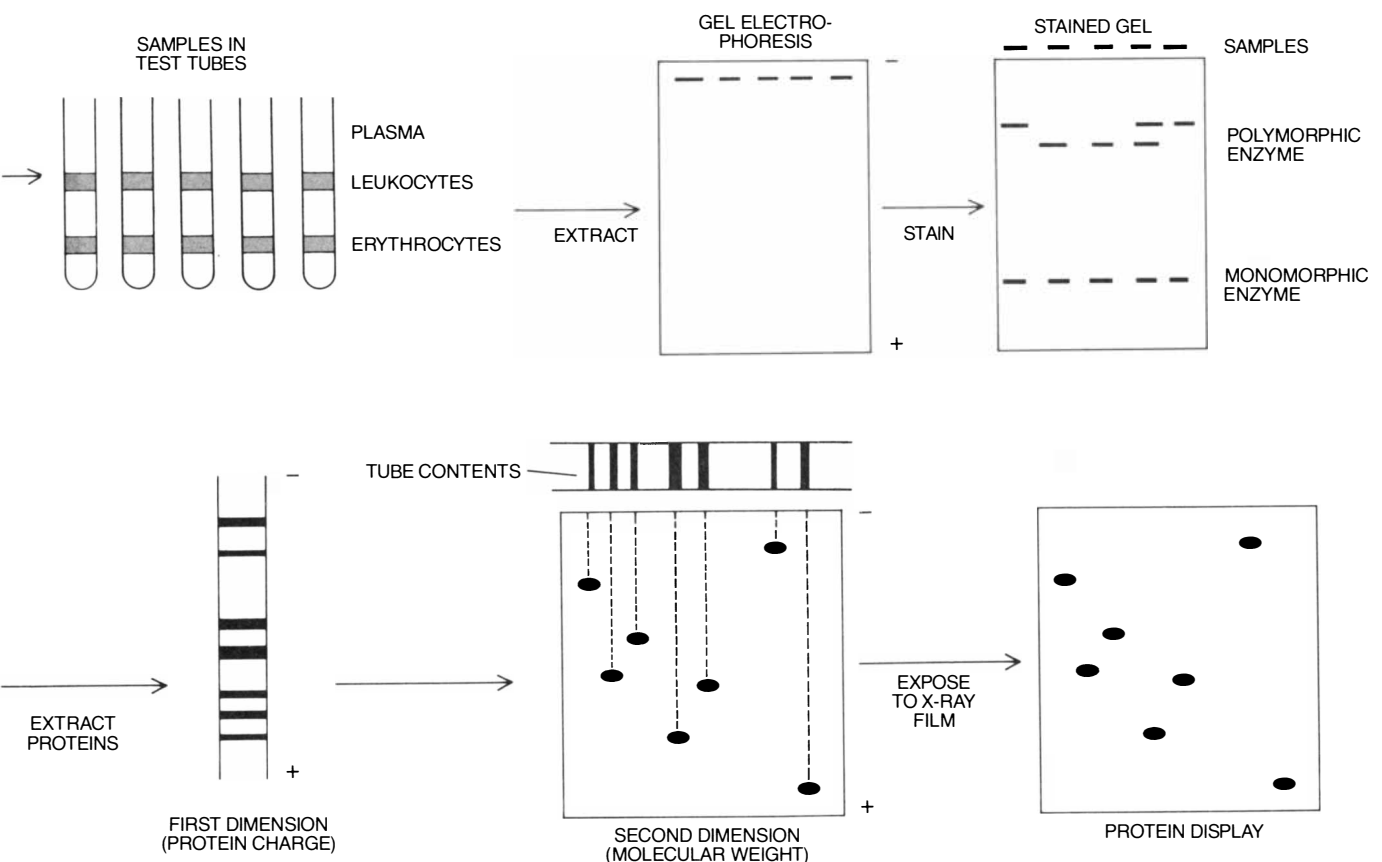 SAMPLES IN
TEST TUBES
PLASMA
LEUKOCYTES
ERYTHROCYTES
EXTRACT
GEL ELECTRO-
PHORESIS
–
+
STAIN
STAINED GEL
SAMPLES
POLYMORPHIC
ENZYME
MONOMORPHIC
ENZYME
EXTRACT
PROTEINS
–
+
FIRST DIMENSION
(PROTEIN CHARGE)
TUBE CONTENTS
–
+
SECOND DIMENSION
(MOLECULAR WEIGHT)
EXPOSE
TO X-RAY
FILM
PROTEIN DISPLAY